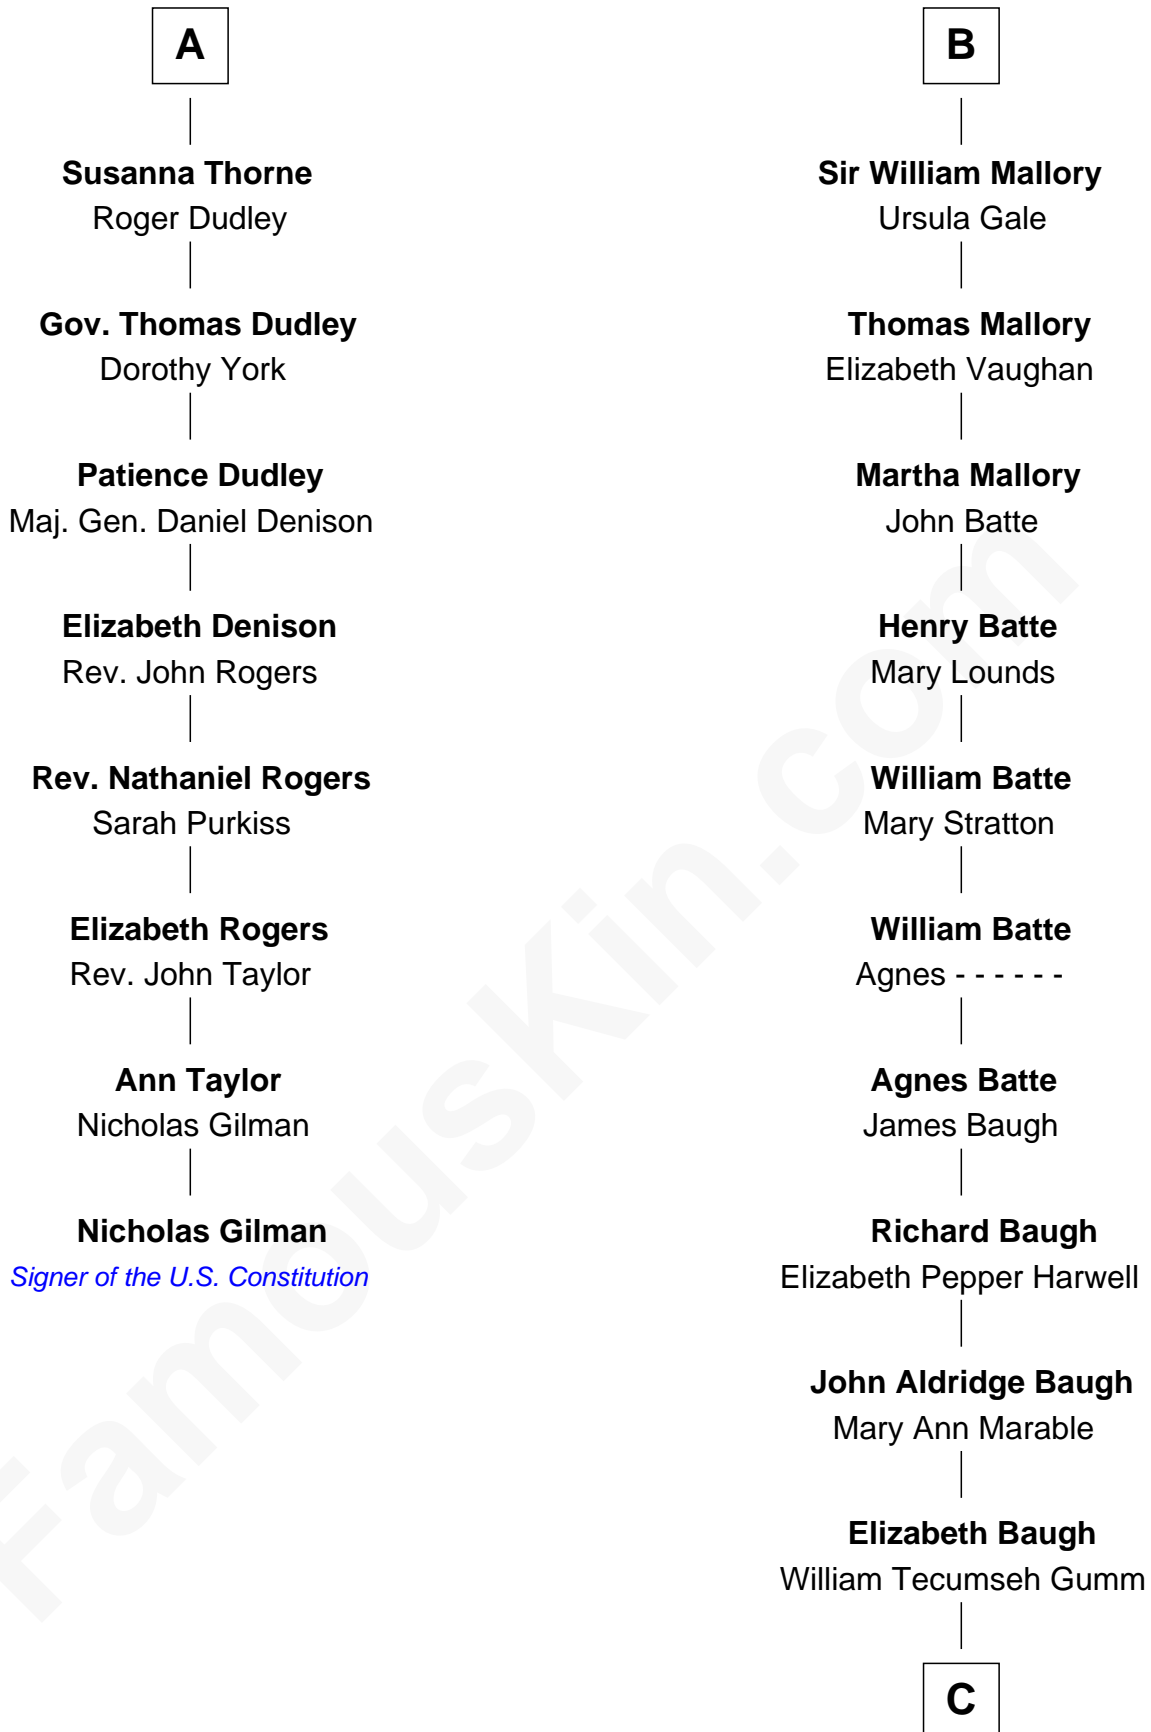 A
Susanna Thorne
Roger Dudley
Gov. Thomas Dudley
Dorothy York
Patience Dudley
Maj. Gen. Daniel Denison
Elizabeth Denison
Rev. John Rogers
Rev. Nathaniel Rogers
Sarah Purkiss
Elizabeth Rogers
Rev. John Taylor
Ann Taylor
Nicholas Gilman
Nicholas Gilman
Signer of the U.S. Constitution
B
Sir William Mallory
Ursula Gale
Thomas Mallory
Elizabeth Vaughan
Martha Mallory
John Batte
Henry Batte
Mary Lounds
William Batte
Mary Stratton
William Batte
Agnes - - - - - -
Agnes Batte
James Baugh
Richard Baugh
Elizabeth Pepper Harwell
John Aldridge Baugh
Mary Ann Marable
Elizabeth Baugh
William Tecumseh Gumm
C
FamousKin.com